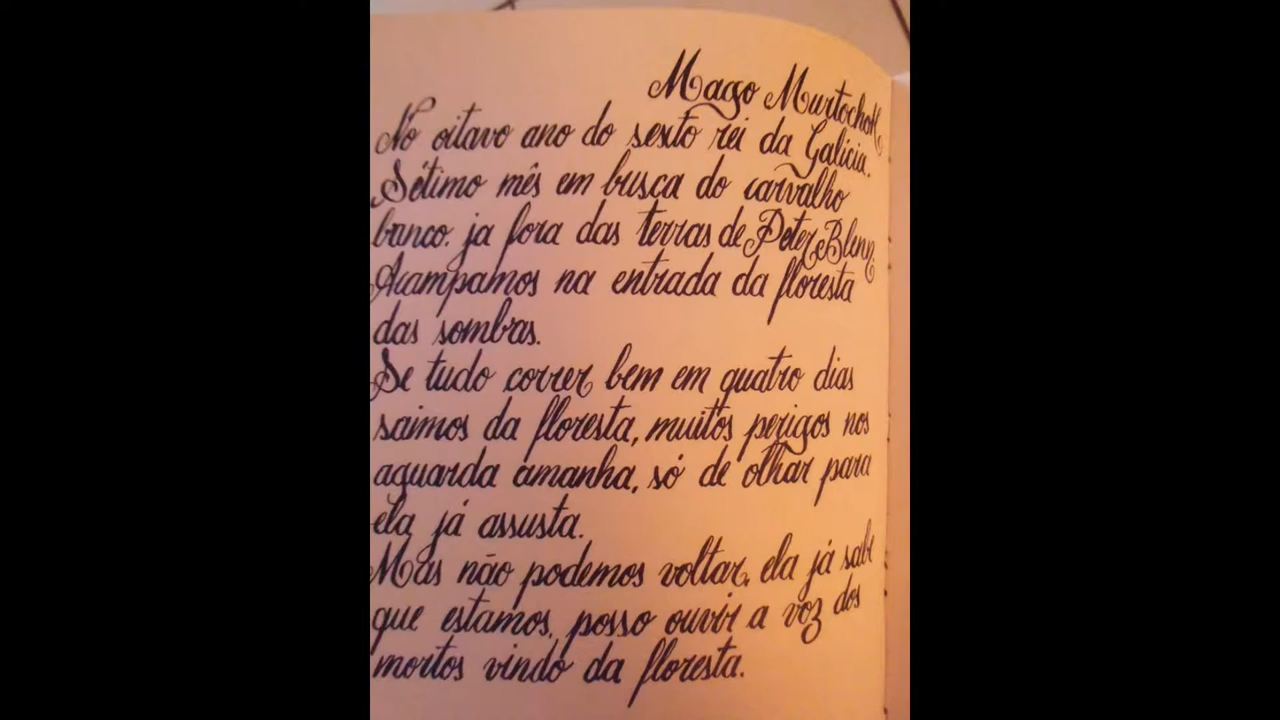 Mago Murtochott
No oitavo ano do sexto rei da Galicia.
Sétimo mês em busca do carvalho
banco. ja fora das terras de Peter Blenn.
Acampamos na entrada da floresta
das sombras.
Se tudo correr bem em quatro dias
saimos da floresta, muitos perigos nos
aguarda amanha, só de olhar para
ela já assusta.
Mas não podemos voltar, ela já sabe
que estamos, posso ouvir a voz dos
mortos vindo da floresta.